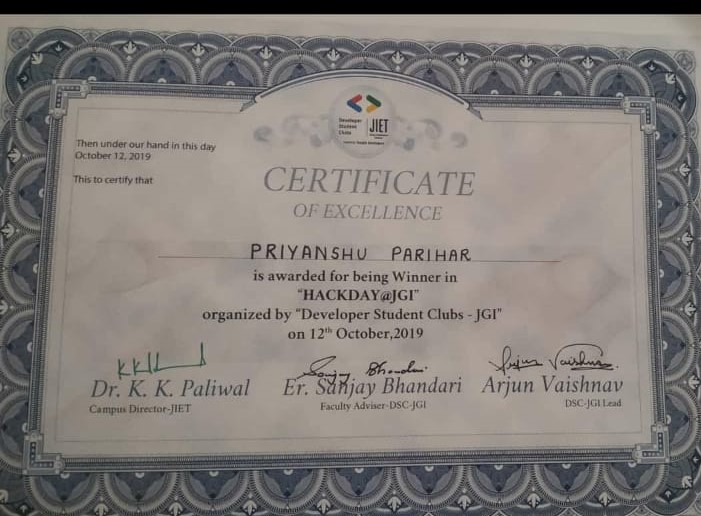 Developer
Student
Clubs
JIET
Then under our hand in this day
October 12, 2019
This to certify that
CERTIFICATE
OF EXCELLENCE
PRIYANSHU PARIHAR
is awarded for being Winner in
"HACKDAY@JGI"
organized by "Developer Student Clubs - JGI"
on 12th October,2019
Sanjay Bhandari
Arjun Vaishnav
Dr. K. K. Paliwal
Er. Sanjay Bhandari
Arjun Vaishnav
Campus Director-JIET
Faculty Adviser-DSC-JGI
DSC-JGI Lead